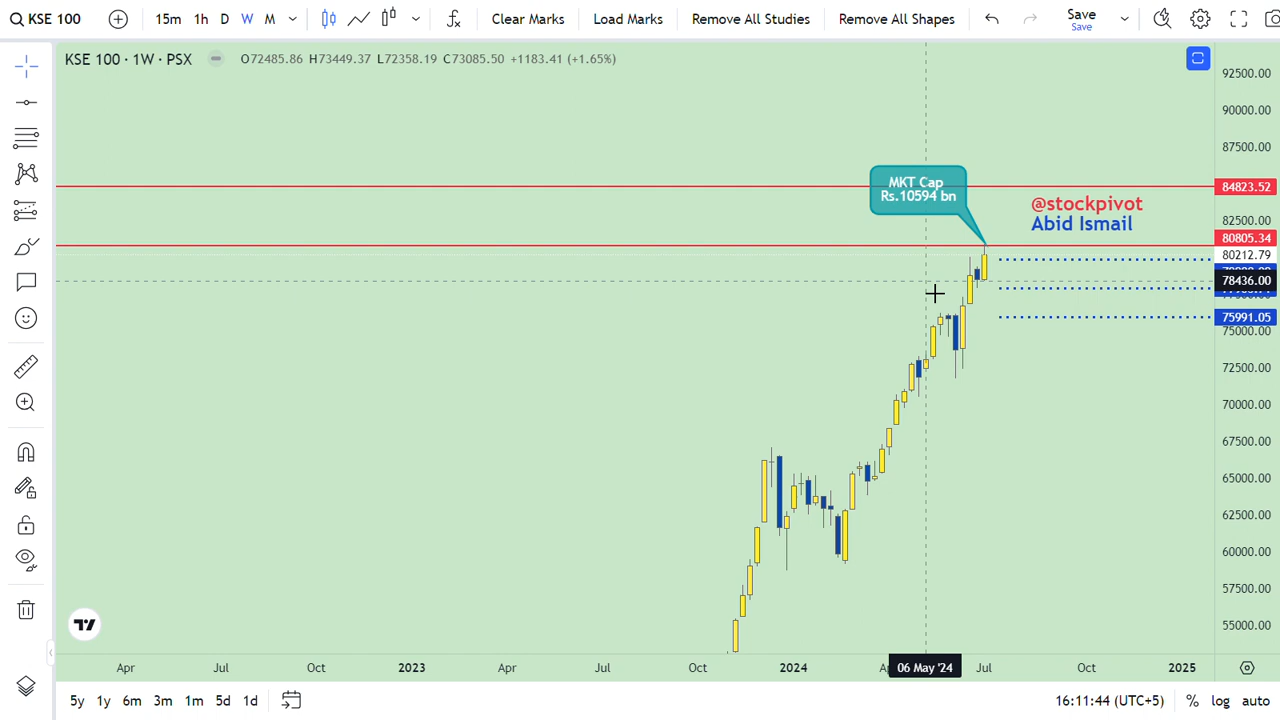 KSE 100 15m 1h D W M Clear Marks Load Marks Remove All Studies Remove All Shapes Save
Save
KSE 100 · 1W · PSX O72485.86 H73449.37 L72358.19 C73085.50 +1183.41 (+1.65%)
92500.00
90000.00
87500.00
MKT Cap
Rs.10594 bn
84823.52
@stockpivot
Abid Ismail
82500.00
80805.34
80212.79
78436.00
75991.05
75000.00
72500.00
70000.00
67500.00
65000.00
62500.00
60000.00
57500.00
55000.00
Apr Jul Oct 2023 Apr Jul Oct 2024 06 May '24 Jul Oct 2025
5y 1y 6m 3m 1m 5d 1d 16:11:44 (UTC+5) % log auto